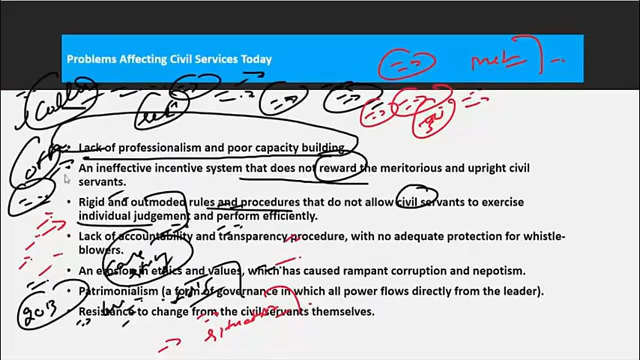 Problems Affecting Civil Services Today
Lack of professionalism and poor capacity building.
An ineffective incentive system that does not reward the meritorious and upright civil
servants.
Rigid and outmoded rules and procedures that do not allow civil servants to exercise
individual judgement and perform efficiently.
Lack of accountability and transparency procedure, with no adequate protection for whistle-
blowers.
case study
An erosion in ethics and values, which has caused rampant corruption and nepotism.
Patrimonialism (a form of governance in which all power flows directly from the leader).
2013
Resistance to change from the civil servants themselves.
situation